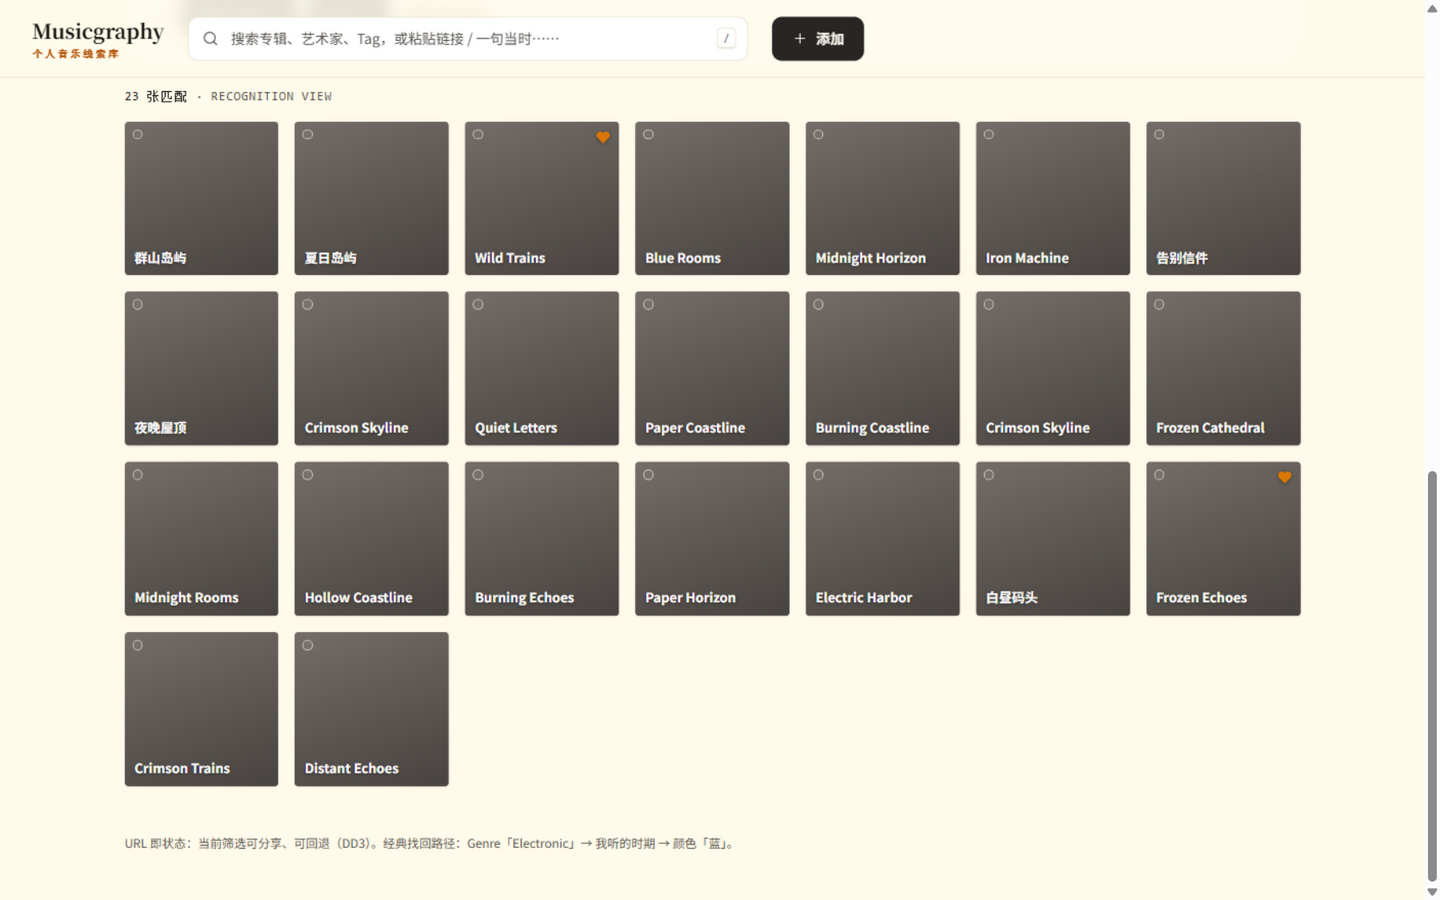 Musicgraphy
个人音乐线索库
搜索专辑、艺术家、Tag，或粘贴链接 / 一句当时……
/
+ 添加
23 张匹配 · RECOGNITION VIEW
群山岛屿
夏日岛屿
Wild Trains
Blue Rooms
Midnight Horizon
Iron Machine
告别信件
夜晚屋顶
Crimson Skyline
Quiet Letters
Paper Coastline
Burning Coastline
Crimson Skyline
Frozen Cathedral
Midnight Rooms
Hollow Coastline
Burning Echoes
Paper Horizon
Electric Harbor
白昼码头
Frozen Echoes
Crimson Trains
Distant Echoes
URL 即状态：当前筛选可分享、可回退（DD3）。经典找回路径：Genre「Electronic」→ 我听的时期 → 颜色「蓝」。